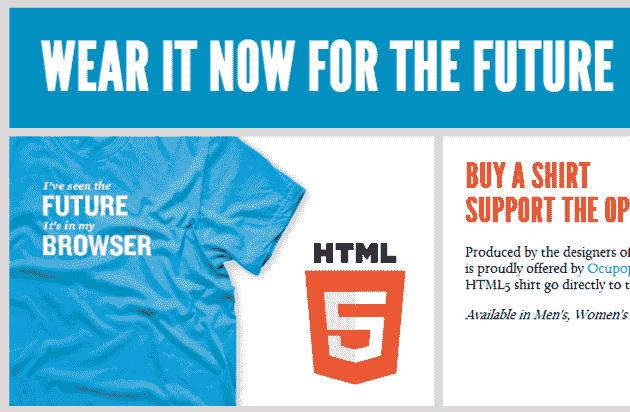 WEAR IT NOW FOR THE FUTURE
I've seen the
FUTURE
It's in my
BROWSER
HTML
5
BUY A SHIRT
SUPPORT THE OP
Produced by the designers of
is proudly offered by Ocupop
HTML5 shirt go directly to t
Available in Men's, Women's